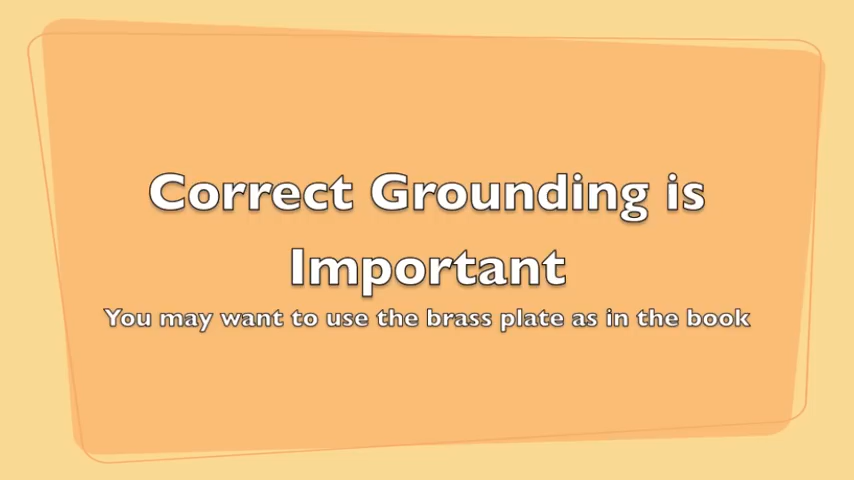 Correct Grounding is
Important
You may want to use the brass plate as in the book